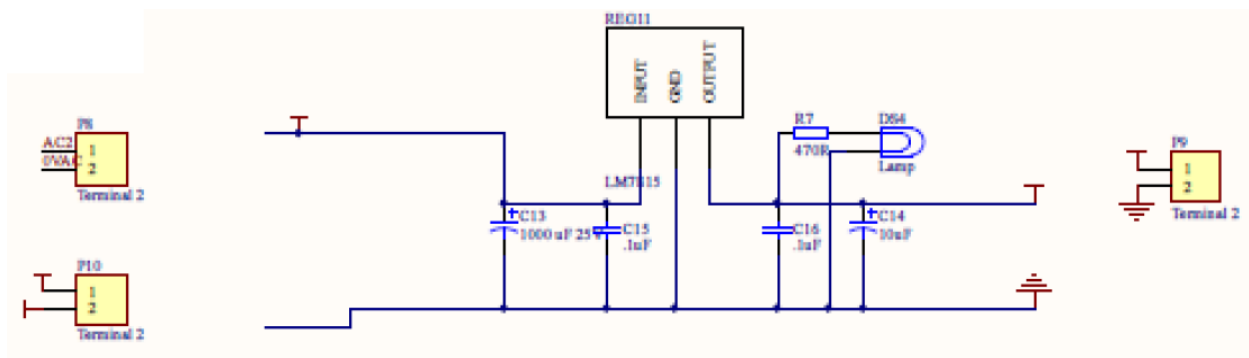 REG11
INPUT
GND
OUTPUT
P8
AC2
1
0VAC
2
Terminal 2
R7
470R
DS4
Lamp
P9
1
2
Terminal 2
LM7815
C13
1000 uF 25V
C15
.1uF
C16
.1uF
C14
10uF
P10
1
2
Terminal 2